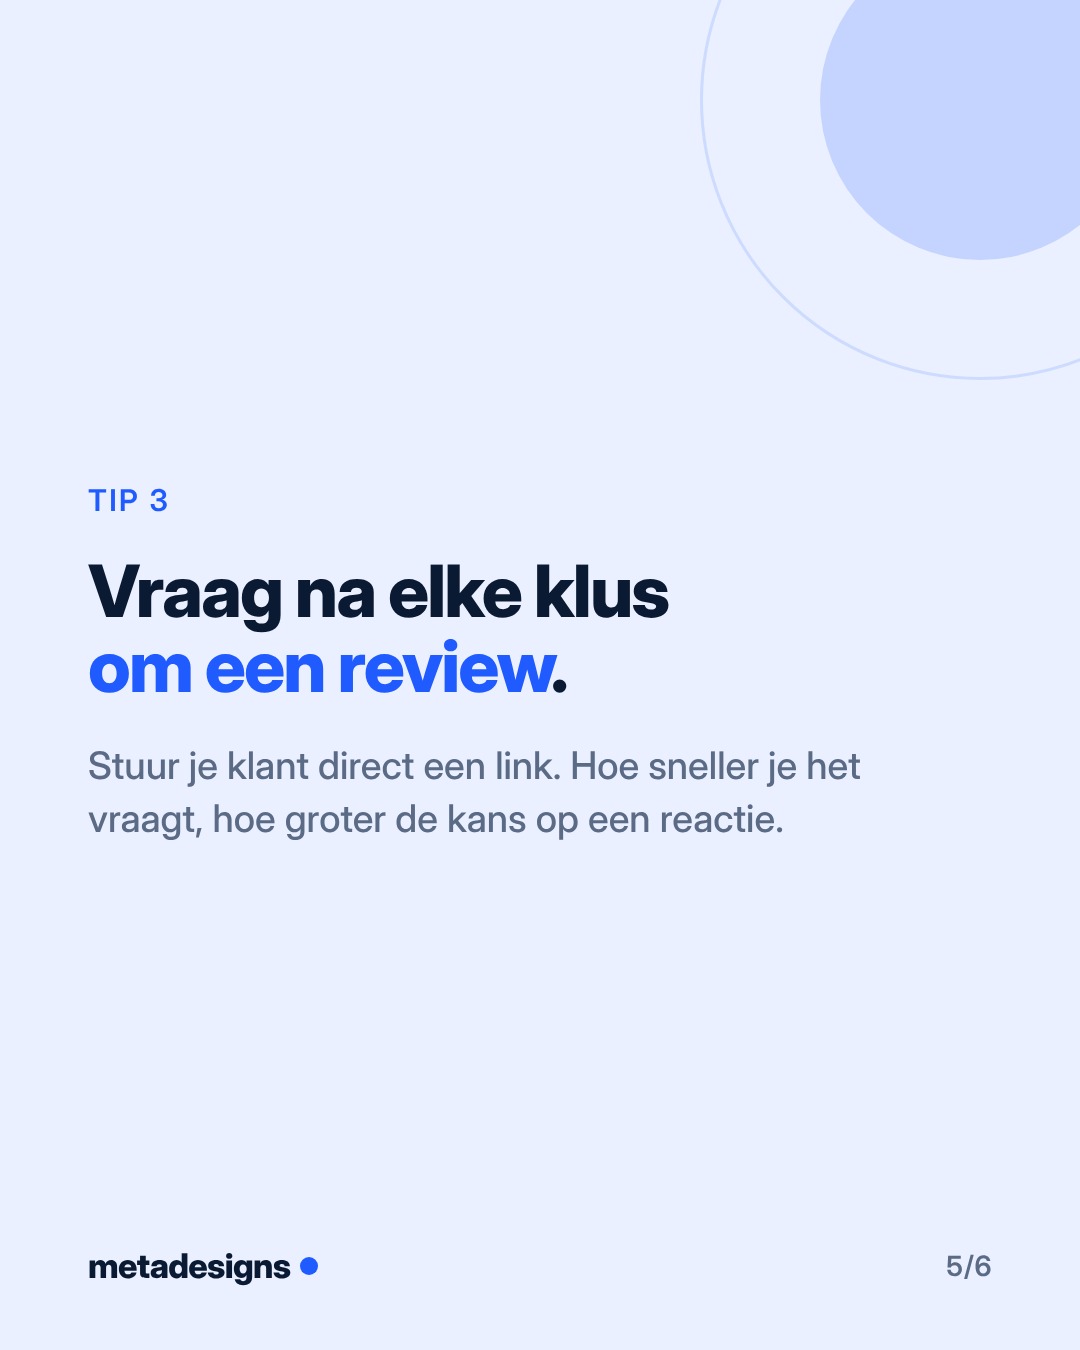 TIP 3
Vraag na elke klus
om een review.
Stuur je klant direct een link. Hoe sneller je het
vraagt, hoe groter de kans op een reactie.
metadesigns
5/6